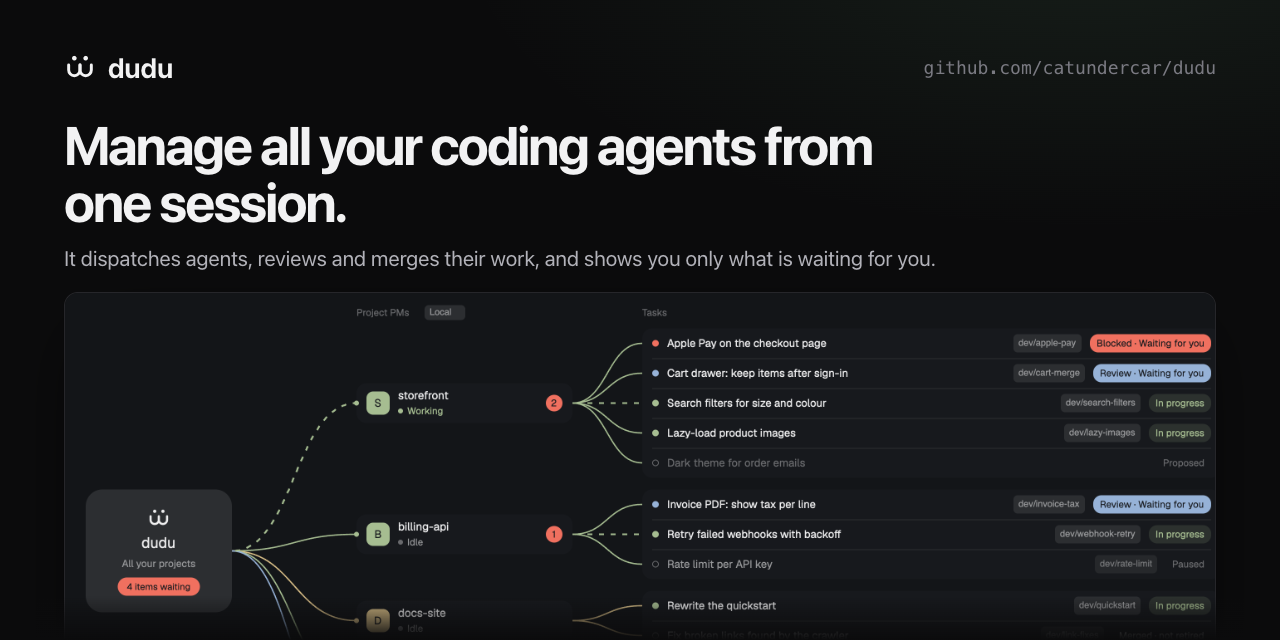 dudu
github.com/catundercar/dudu
Manage all your coding agents from
one session.
It dispatches agents, reviews and merges their work, and shows you only what is waiting for you.
Project PMs
Local
Tasks
Apple Pay on the checkout page
dev/apple-pay
Blocked · Waiting for you
Cart drawer: keep items after sign-in
dev/cart-merge
Review · Waiting for you
S
storefront
Working
2
Search filters for size and colour
dev/search-filters
In progress
Lazy-load product images
dev/lazy-images
In progress
Dark theme for order emails
Proposed
Invoice PDF: show tax per line
dev/invoice-tax
Review · Waiting for you
B
billing-api
Idle
1
Retry failed webhooks with backoff
dev/webhook-retry
In progress
Rate limit per API key
dev/rate-limit
Paused
dudu
All your projects
4 items waiting
D
docs-site
Idle
Rewrite the quickstart
dev/quickstart
In progress
Fix broken links found by the crawler